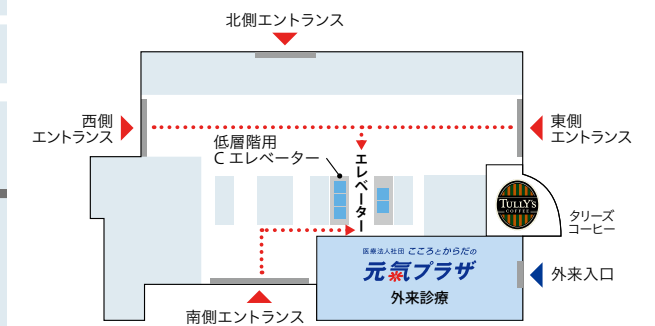 北側エントランス
西側
エントランス
東側
エントランス
低層階用
C エレベーター
エレベーター
TULLY'S
COFFEE
タリーズ
コーヒー
医療法人社団 こころとからだの
元気プラザ
外来診療
外来入口
南側エントランス